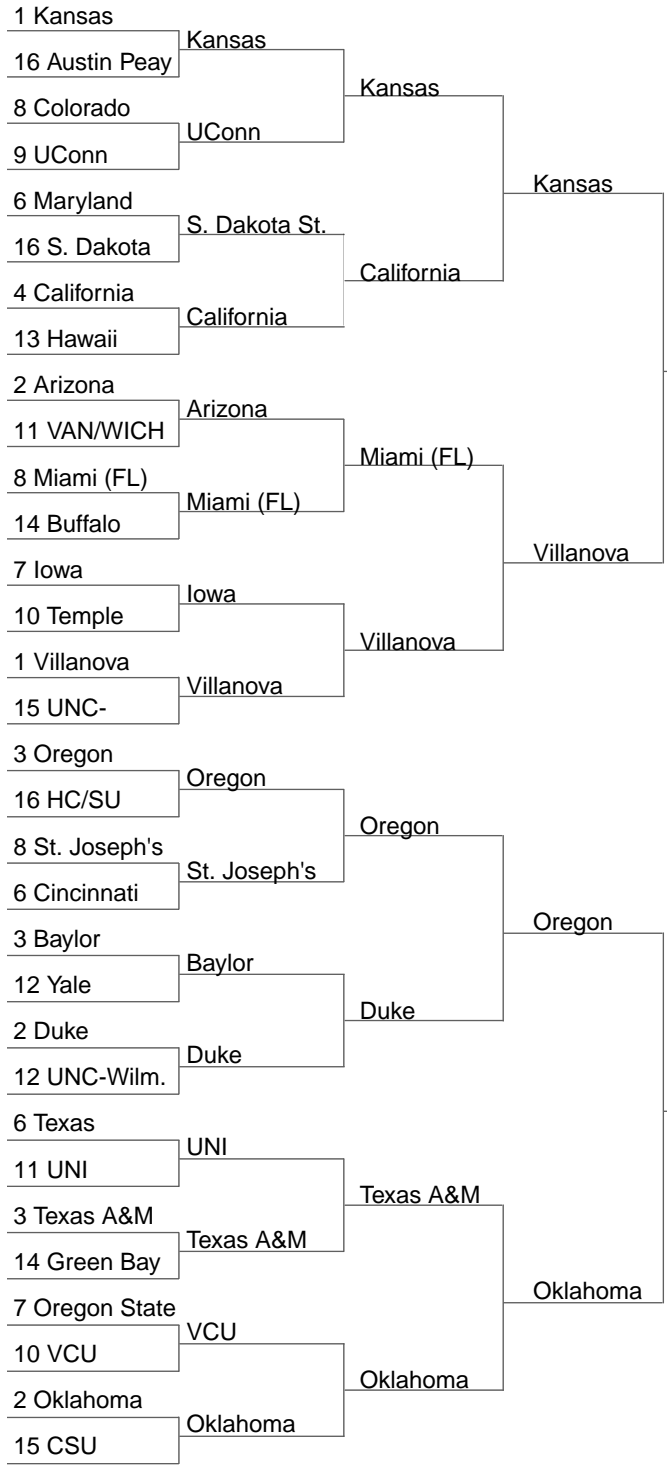 1 Kansas
16 Austin Peay
8 Colorado
9 UConn
6 Maryland
16 S. Dakota
4 California
13 Hawaii
2 Arizona
11 VAN/WICH
8 Miami (FL)
14 Buffalo
7 Iowa
10 Temple
1 Villanova
15 UNC-
3 Oregon
16 HC/SU
8 St. Joseph's
6 Cincinnati
3 Baylor
12 Yale
2 Duke
12 UNC-Wilm.
6 Texas
11 UNI
3 Texas A&M
14 Green Bay
7 Oregon State
10 VCU
2 Oklahoma
15 CSU
Kansas
UConn
S. Dakota St.
California
Arizona
Miami (FL)
Iowa
Villanova
Oregon
St. Joseph's
Baylor
Duke
UNI
Texas A&M
VCU
Oklahoma
Kansas
California
Miami (FL)
Villanova
Oregon
Duke
Texas A&M
Oklahoma
Kansas
Villanova
Oregon
Oklahoma